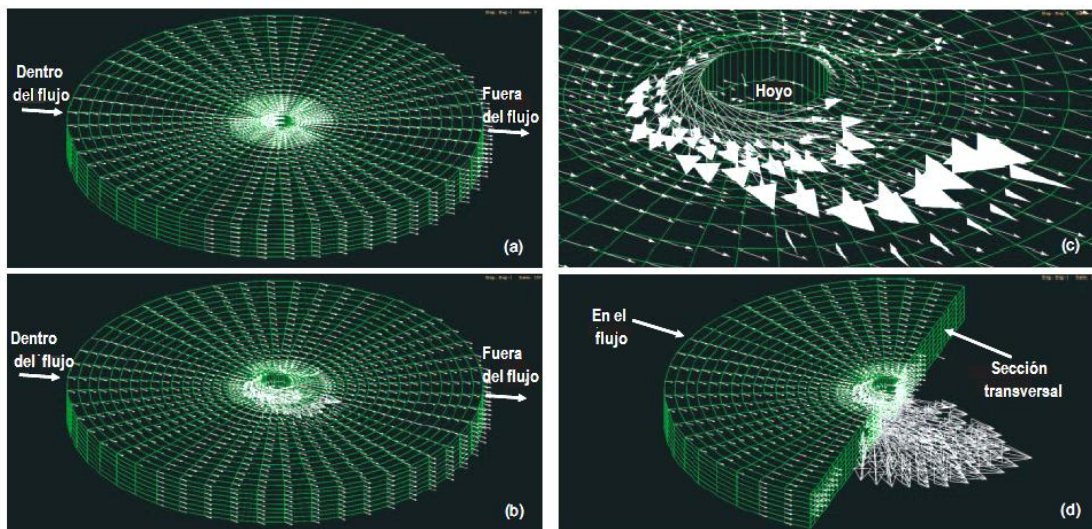 Dentro
del flujo
Fuera
del flujo
(a)
Dentro
del flujo
Fuera
del flujo
(b)
Hoyo
(c)
En el
flujo
Sección
transversal
(d)